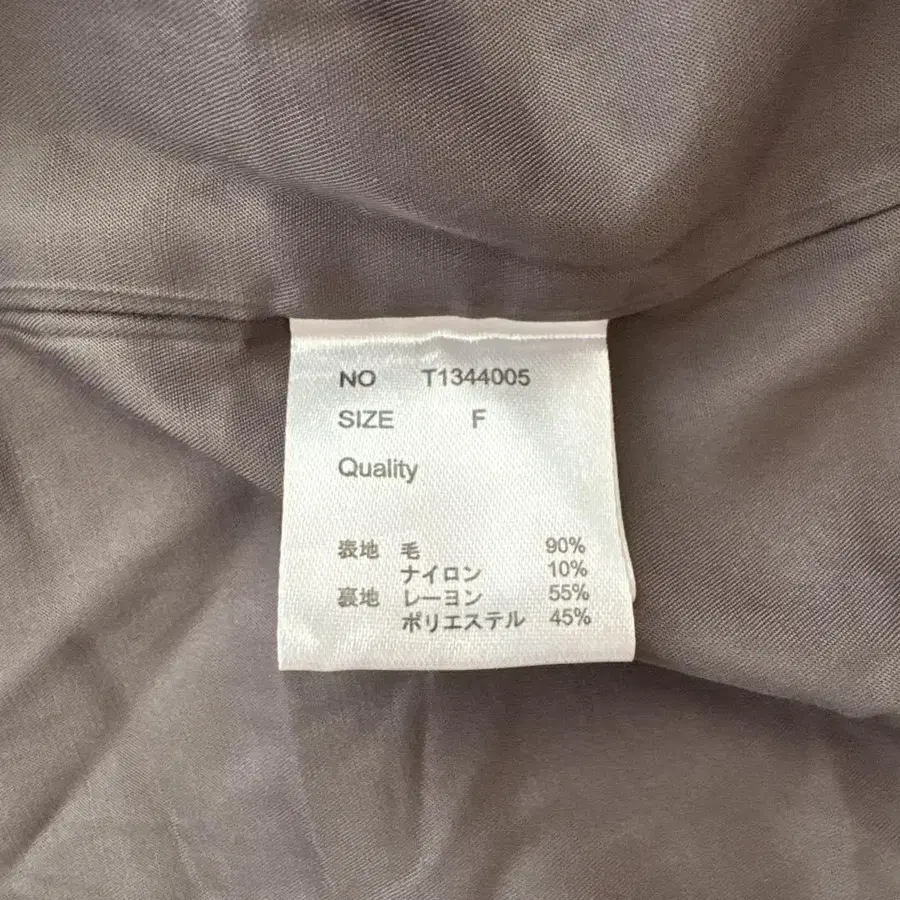 NO T1344005
SIZE F
Quality
表地 毛 90%
ナイロン 10%
裏地 レーヨン 55%
ポリエステル 45%